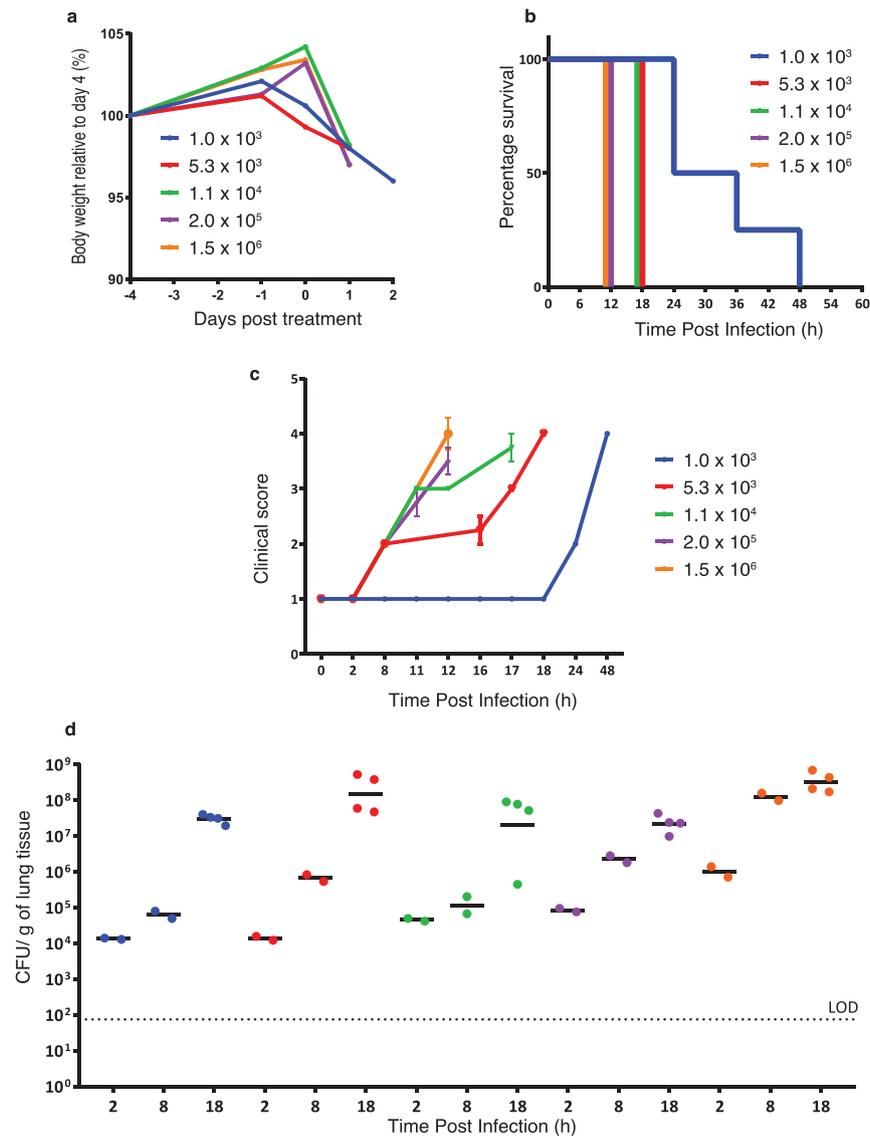 a
105
100
95
90
Body weight relative to day 4 (%)
1.0 x 10³
5.3 x 10³
1.1 x 10⁴
2.0 x 10⁵
1.5 x 10⁶
-4 -3 -2 -1 0 1 2
Days post treatment
b
100
50
0
Percentage survival
1.0 x 10³
5.3 x 10³
1.1 x 10⁴
2.0 x 10⁵
1.5 x 10⁶
0 6 12 18 24 30 36 42 48 54 60
Time Post Infection (h)
c
5
4
3
2
1
0
Clinical score
1.0 x 10³
5.3 x 10³
1.1 x 10⁴
2.0 x 10⁵
1.5 x 10⁶
0 2 8 11 12 16 17 18 24 48
Time Post Infection (h)
d
10⁹
10⁸
10⁷
10⁶
10⁵
10⁴
10³
10²
10¹
10⁰
CFU/ g of lung tissue
LOD
2 8 18 2 8 18 2 8 18 2 8 18 2 8 18
Time Post Infection (h)